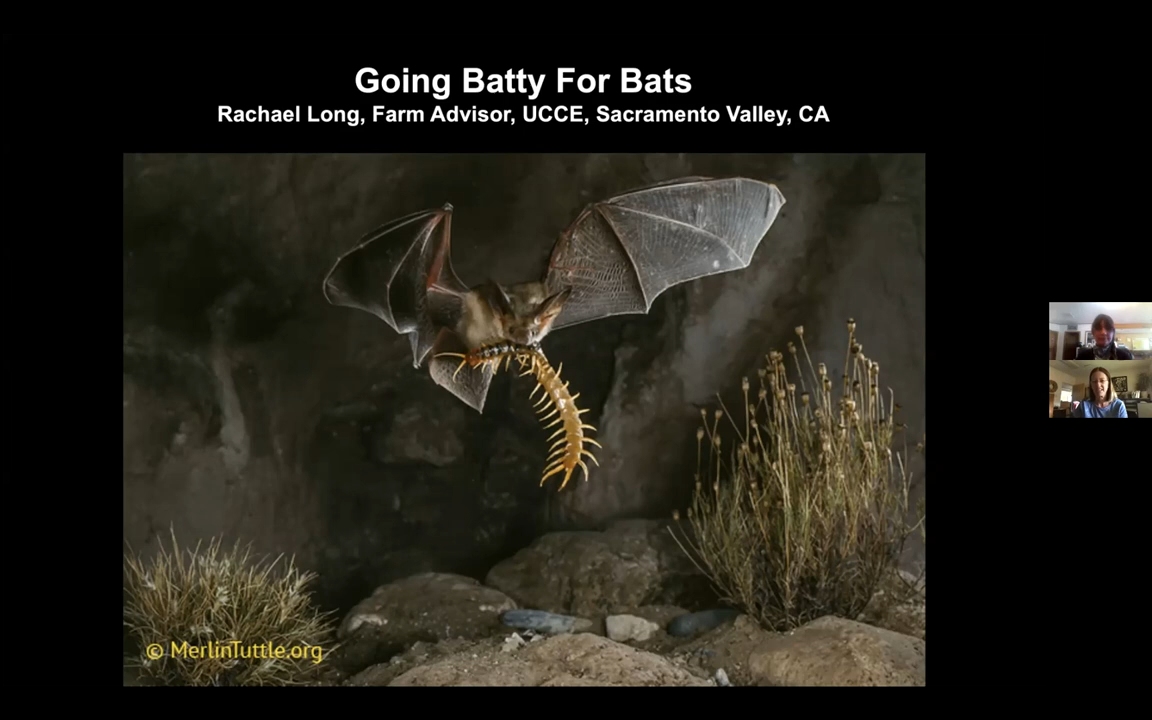 Going Batty For Bats
Rachael Long, Farm Advisor, UCCE, Sacramento Valley, CA
© MerlinTuttle.org